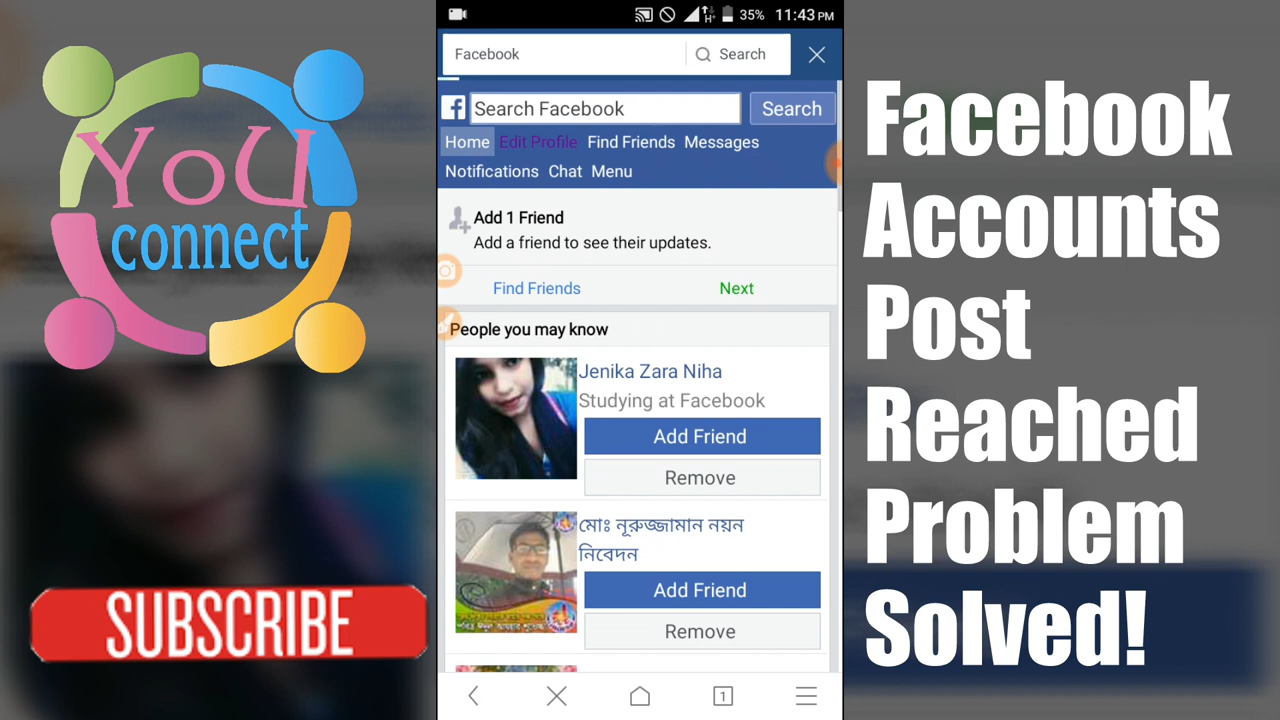 YoU
connect
SUBSCRIBE
35% 11:43 PM
Facebook Search
Search Facebook Search
Home Edit Profile Find Friends Messages
Notifications Chat Menu
Add 1 Friend
Add a friend to see their updates.
Find Friends Next
People you may know
Jenika Zara Niha
Studying at Facebook
Add Friend
Remove
মোঃ নূরুজ্জামান নয়ন
নিবেদন
Add Friend
Remove
1
Facebook
Accounts
Post
Reached
Problem
Solved!